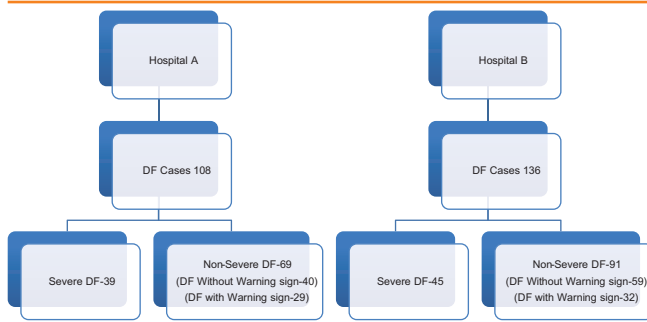 Hospital A
Hospital B
DF Cases 108
DF Cases 136
Severe DF-39
Non-Severe DF-69
(DF Without Warning sign-40)
(DF with Warning sign-29)
Severe DF-45
Non-Severe DF-91
(DF Without Warning sign-59)
(DF with Warning sign-32)